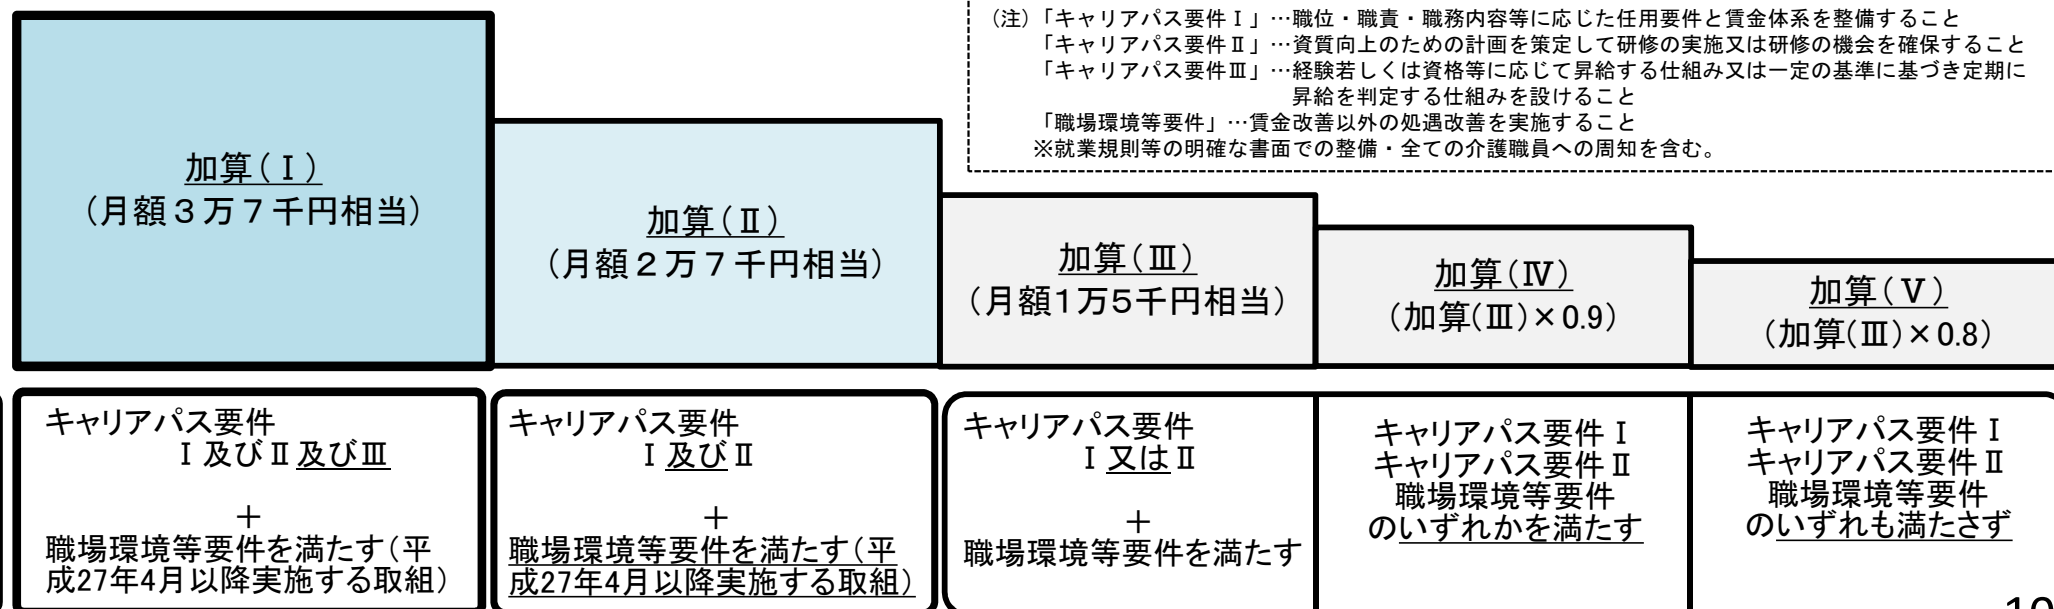 （注）「キャリアパス要件Ⅰ」…職位・職責・職務内容等に応じた任用要件と賃金体系を整備すること
「キャリアパス要件Ⅱ」…資質向上のための計画を策定して研修の実施又は研修の機会を確保すること
「キャリアパス要件Ⅲ」…経験若しくは資格等に応じて昇給する仕組み又は一定の基準に基づき定期に
昇給を判定する仕組みを設けること
「職場環境等要件」…賃金改善以外の処遇改善を実施すること
※就業規則等の明確な書面での整備・全ての介護職員への周知を含む。
加算（Ⅰ）
（月額３万７千円相当）
加算（Ⅱ）
（月額２万７千円相当）
加算（Ⅲ）
（月額1万5千円相当）
加算（Ⅳ）
（加算(Ⅲ)×0.9）
加算（Ⅴ）
（加算(Ⅲ)×0.8）
キャリアパス要件
Ⅰ及びⅡ及びⅢ
＋
職場環境等要件を満たす（平
成27年4月以降実施する取組）
キャリアパス要件
Ⅰ及びⅡ
＋
職場環境等要件を満たす（平
成27年4月以降実施する取組）
キャリアパス要件
Ⅰ又はⅡ
＋
職場環境等要件を満たす
キャリアパス要件Ⅰ
キャリアパス要件Ⅱ
職場環境等要件
のいずれかを満たす
キャリアパス要件Ⅰ
キャリアパス要件Ⅱ
職場環境等要件
のいずれも満たさず